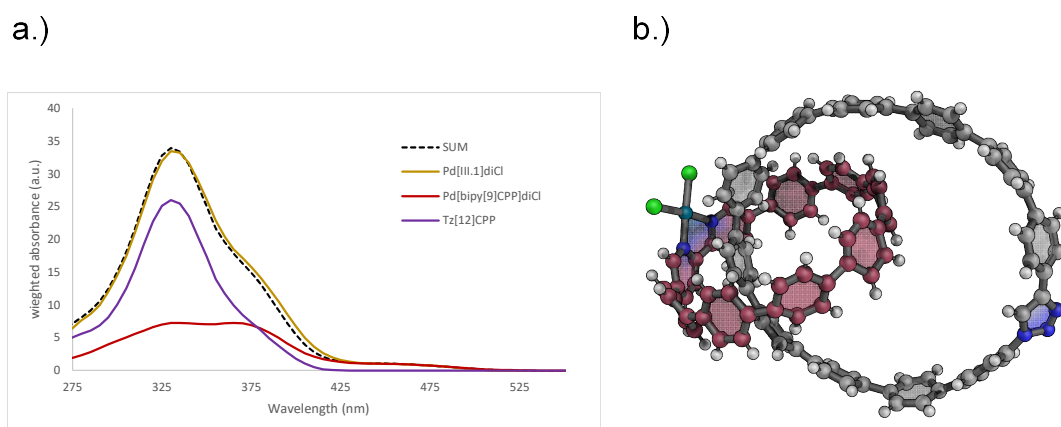 a.)
b.)
40
35
30
25
20
15
10
5
0
wieghted absorbance (a.u.)
SUM
Pd[III.1]diCl
Pd[bipy[9]CPP]diCl
Tz[12]CPP
275
325
375
425
475
525
Wavelength (nm)